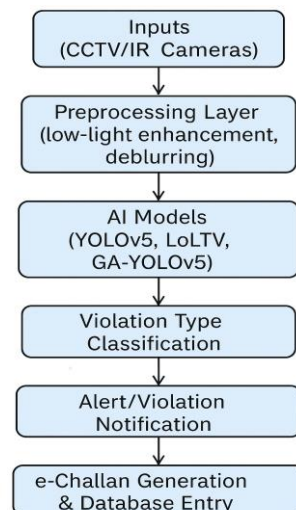 Inputs
(CCTV/IR Cameras)
Preprocessing Layer
(low-light enhancement,
deblurring)
AI Models
(YOLOv5, LoLTV,
GA-YOLOv5)
Violation Type
Classification
Alert/Violation
Notification
e-Challan Generation
& Database Entry